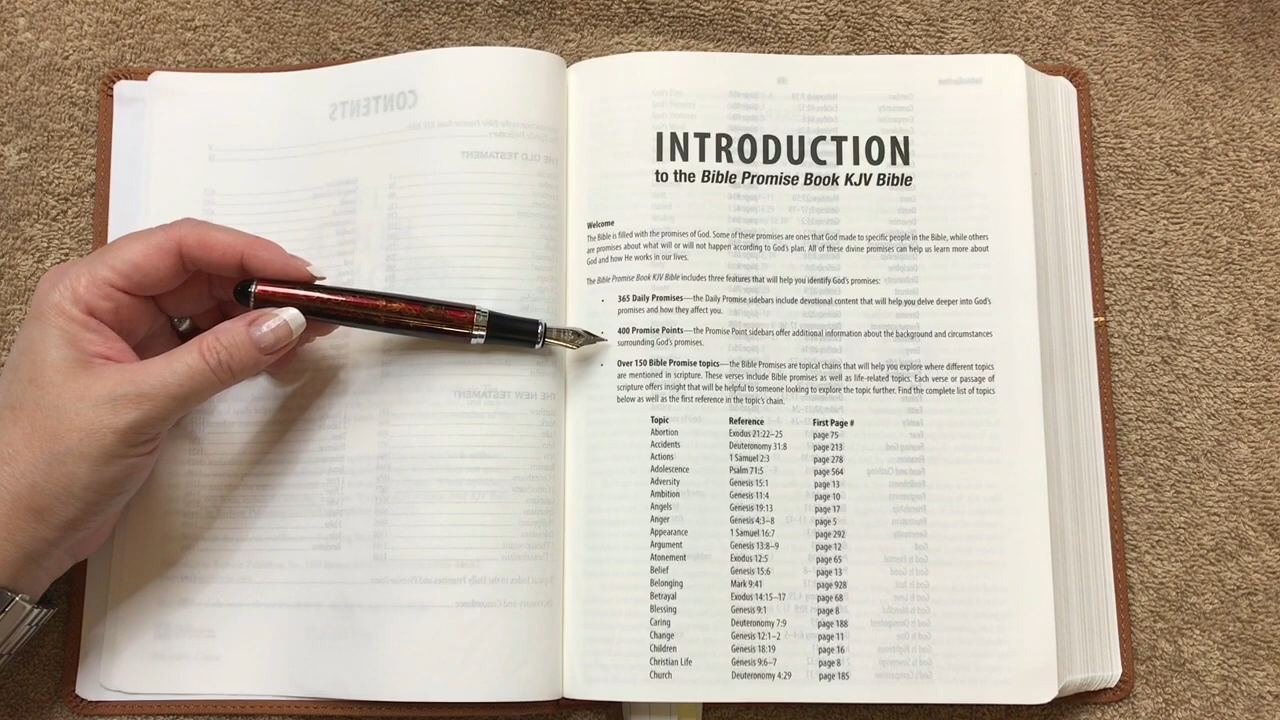 CONTENTS
THE OLD TESTAMENT
THE NEW TESTAMENT
INTRODUCTION
to the Bible Promise Book KJV Bible
Welcome
The Bible is filled with the promises of God. Some of these promises are ones that God made to specific people in the Bible, while others
are promises about what will or will not happen according to God's plan. All of these divine promises can help us learn more about
God and how He works in our lives.
The Bible Promise Book KJV Bible includes three features that will help you identify God's promises:
• 365 Daily Promises—the Daily Promise sidebars include devotional content that will help you delve deeper into God's
promises and how they affect you.
• 400 Promise Points—the Promise Point sidebars offer additional information about the background and circumstances
surrounding God's promises.
• Over 150 Bible Promise topics—the Bible Promises are topical chains that will help you explore where different topics
are mentioned in scripture. These verses include Bible promises as well as life-related topics. Each verse or passage of
scripture offers insight that will be helpful to someone looking to explore the topic further. Find the complete list of topics
below as well as the first reference in the topic's chain.
Topic Reference First Page #
Abortion Exodus 21:22–25 page 75
Accidents Deuteronomy 31:8 page 213
Actions 1 Samuel 2:3 page 278
Adolescence Psalm 71:5 page 564
Adversity Genesis 15:1 page 13
Ambition Genesis 11:4 page 10
Angels Genesis 19:13 page 17
Anger Genesis 4:3–8 page 5
Appearance 1 Samuel 16:7 page 292
Argument Genesis 13:8–9 page 12
Atonement Exodus 12:5 page 65
Belief Genesis 15:6 page 13
Belonging Mark 9:41 page 928
Betrayal Exodus 14:15–17 page 68
Blessing Genesis 9:1 page 8
Caring Deuteronomy 7:9 page 188
Change Genesis 12:1–2 page 11
Children Genesis 18:19 page 16
Christian Life Genesis 9:6–7 page 8
Church Deuteronomy 4:29 page 185